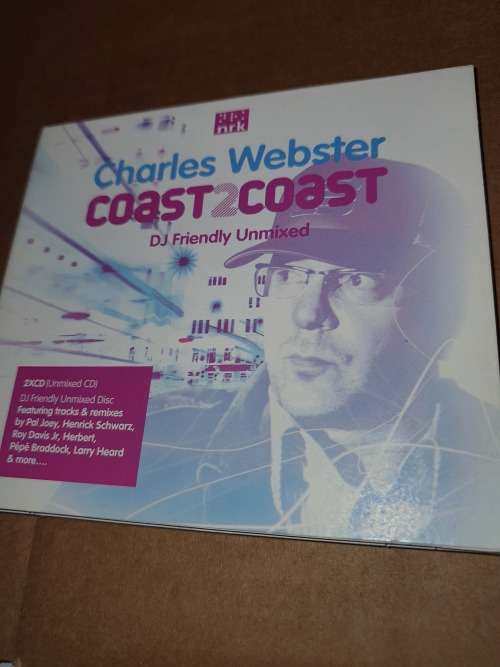 nrk
Charles Webster
coast2coast
DJ Friendly Unmixed
2XCD (Unmixed CD)
DJ Friendly Unmixed Disc
Featuring tracks & remixes
by Pal Joey, Henrick Schwarz,
Roy Davis Jr, Herbert,
Pépé Braddock, Larry Heard
& more....